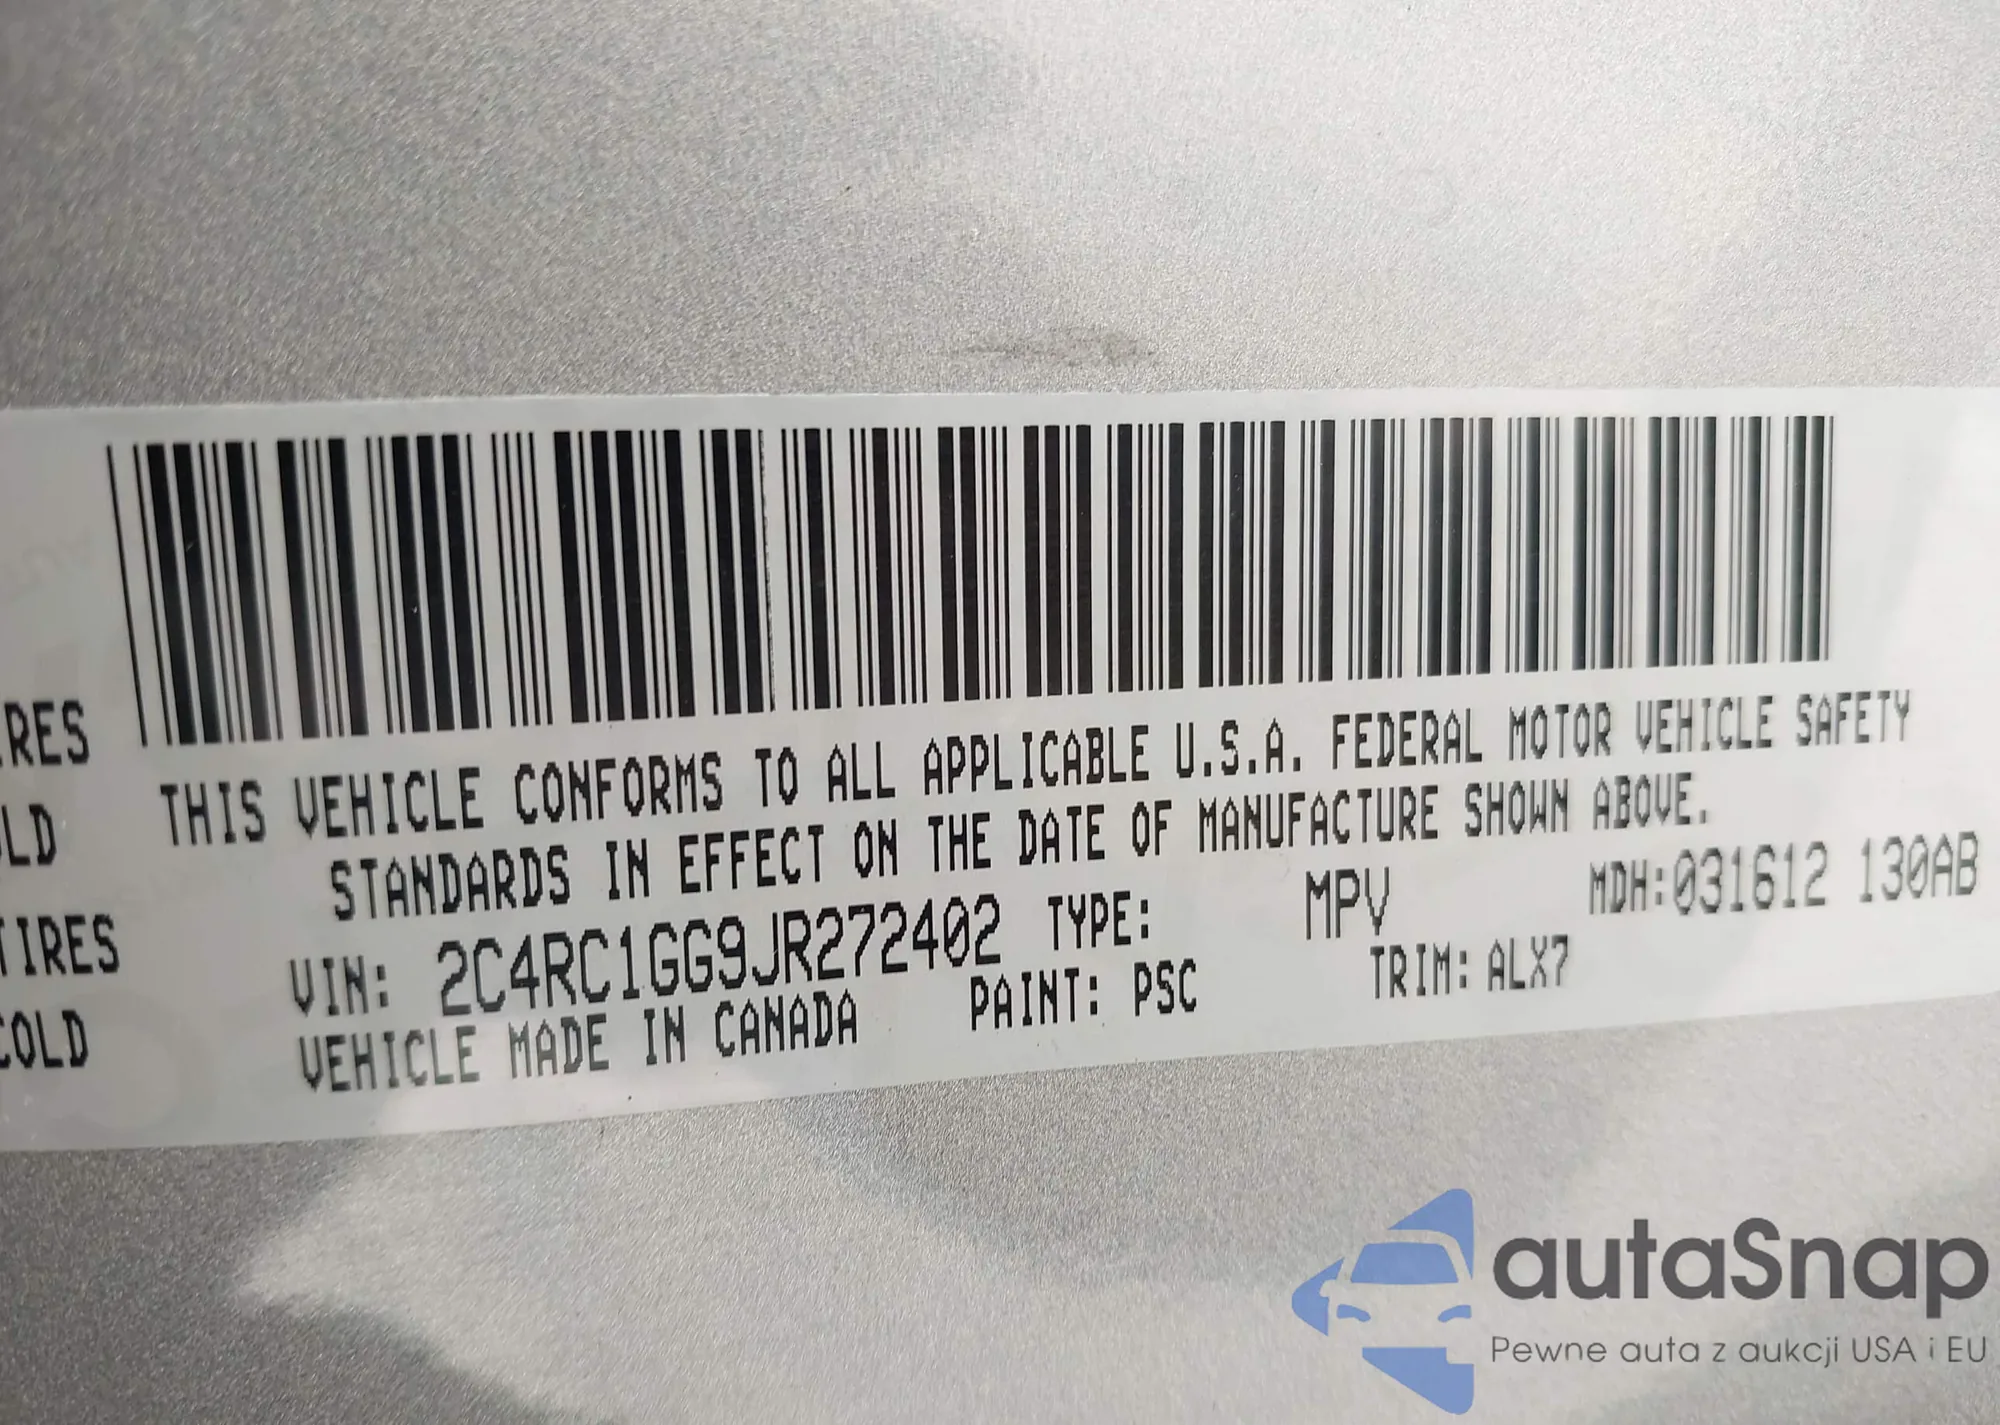 RES
LD
TIRES
COLD
THIS VEHICLE CONFORMS TO ALL APPLICABLE U.S.A. FEDERAL MOTOR VEHICLE SAFETY
STANDARDS IN EFFECT ON THE DATE OF MANUFACTURE SHOWN ABOVE.
VIN: 2C4RC1GG9JR272402 TYPE: MPV MDH:031612 130AB
VEHICLE MADE IN CANADA PAINT: PSC TRIM: ALX7
autaSnap
Pewne auta z aukcji USA i EU